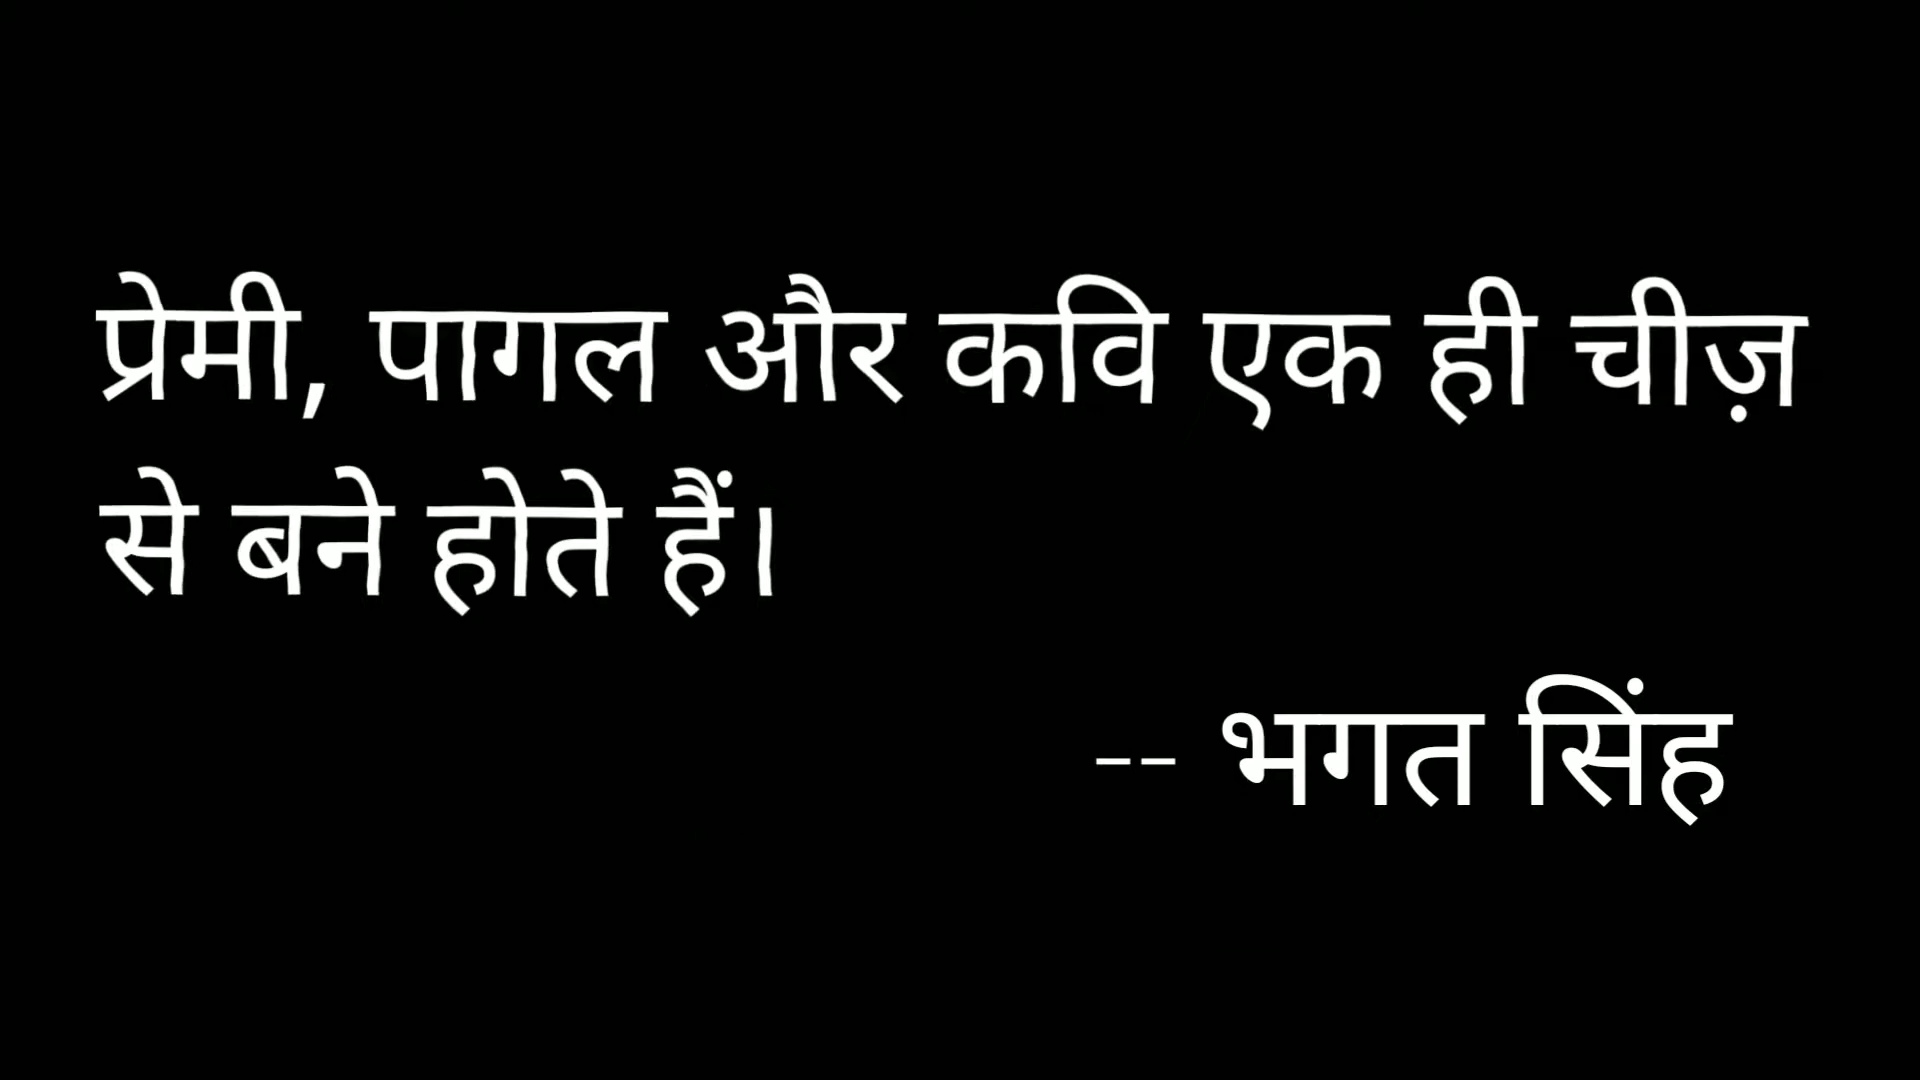 प्रेमी, पागल और कवि एक ही चीज़
से बने होते हैं।
-- भगत सिंह